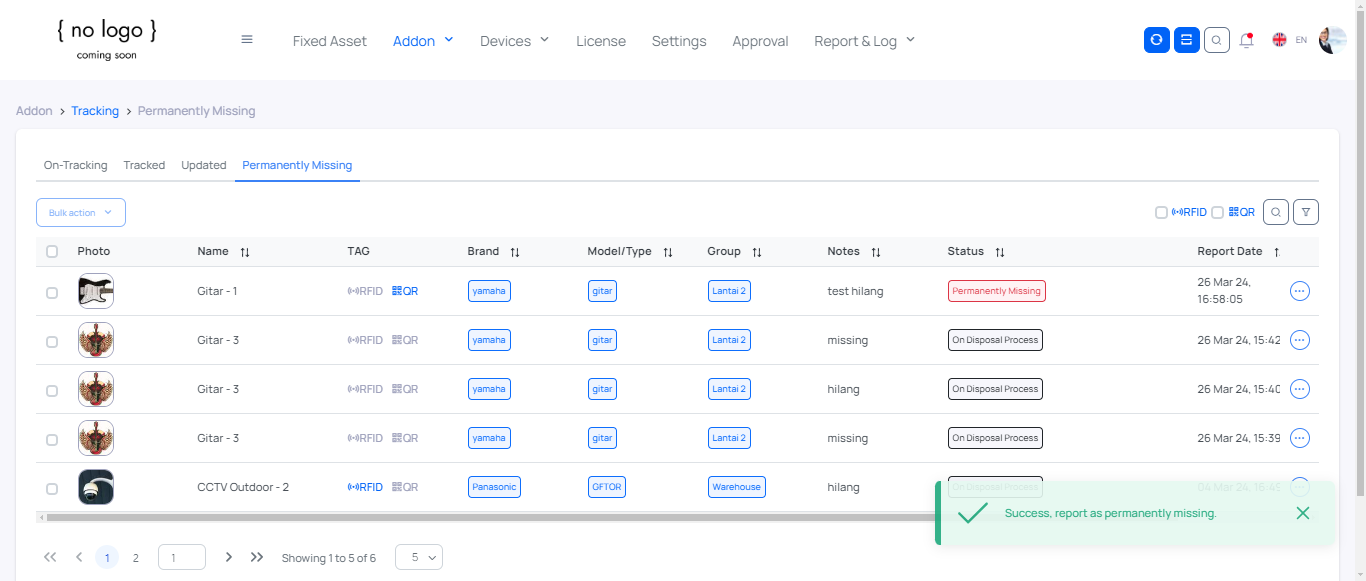 { no logo }
coming soon
Fixed Asset Addon Devices License Settings Approval Report & Log EN
Addon > Tracking > Permanently Missing
On-Tracking Tracked Updated Permanently Missing
Bulk action RFID QR
Photo Name TAG Brand Model/Type Group Notes Status Report Date
Gitar - 1 RFID QR yamaha gitar Lantai 2 test hilang Permanently Missing 26 Mar 24, 16:58:05
Gitar - 3 RFID QR yamaha gitar Lantai 2 missing On Disposal Process 26 Mar 24, 15:42
Gitar - 3 RFID QR yamaha gitar Lantai 2 hilang On Disposal Process 26 Mar 24, 15:40
Gitar - 3 RFID QR yamaha gitar Lantai 2 missing On Disposal Process 26 Mar 24, 15:39
CCTV Outdoor - 2 RFID QR Panasonic GFTOR Warehouse hilang On Disposal Process 04 Mar 24,
Success, report as permanently missing.
1 2 1 Showing 1 to 5 of 6 5